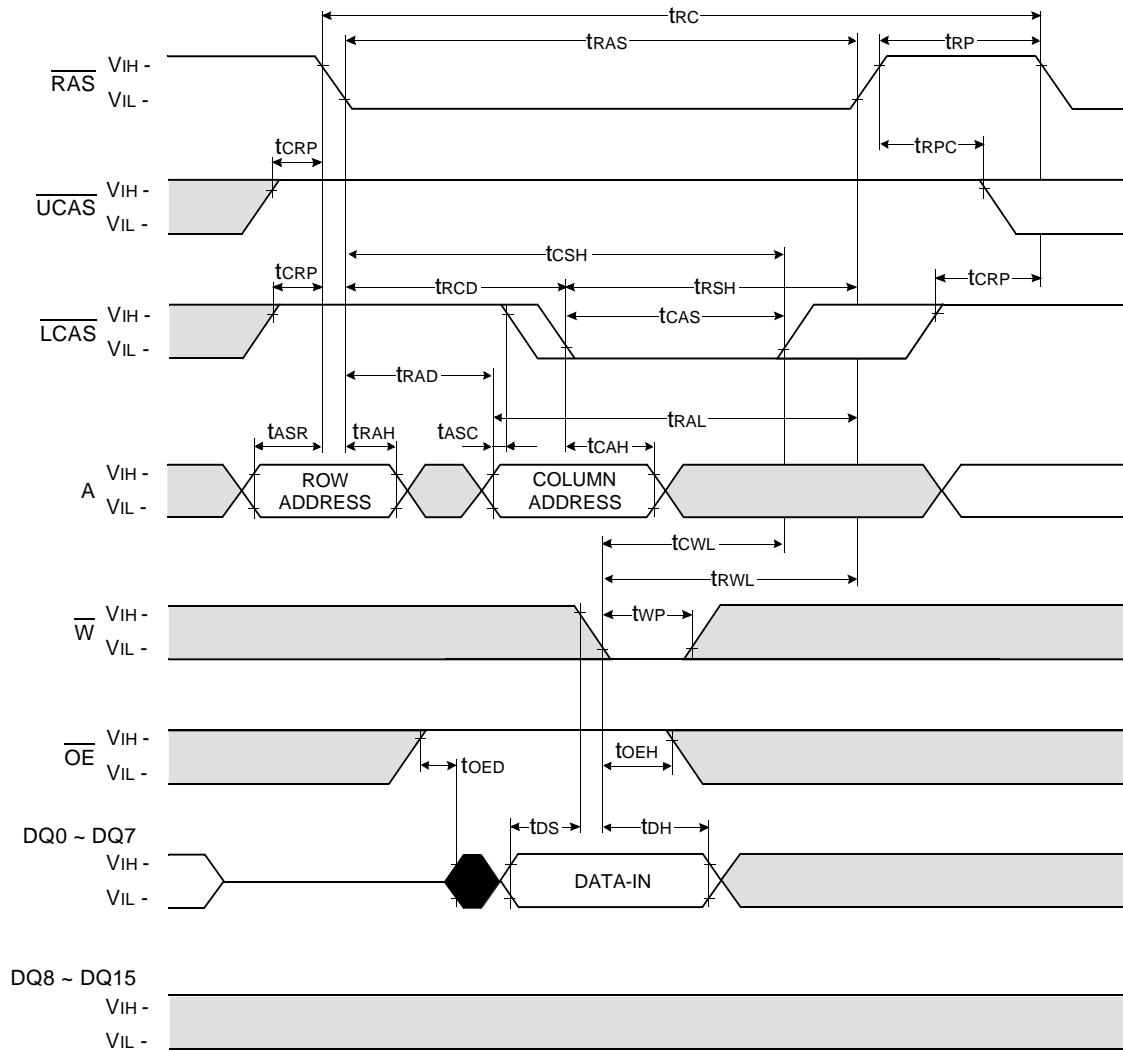 tRC
tRAS
tRP
RAS
VIH -
VIL -
tCRP
tRPC
UCAS
VIH -
VIL -
tCSH
tCRP
tRCD
tRSH
tCRP
LCAS
VIH -
VIL -
tCAS
tRAD
tRAL
tASR
tRAH
tASC
tCAH
A
VIH -
VIL -
ROW
ADDRESS
COLUMN
ADDRESS
tCWL
tRWL
W
VIH -
VIL -
tWP
OE
VIH -
VIL -
tOED
tOEH
DQ0 ~ DQ7
VIH -
VIL -
tDS
tDH
DATA-IN
DQ8 ~ DQ15
VIH -
VIL -